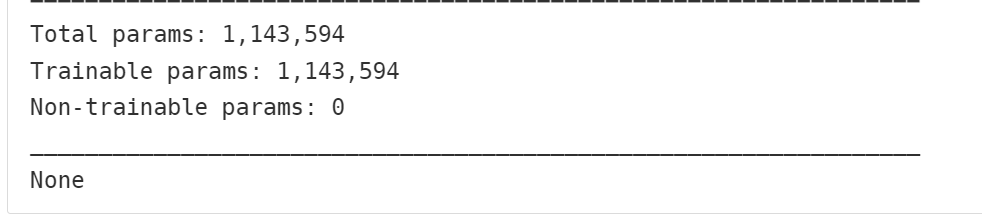 Total params: 1,143,594
Trainable params: 1,143,594
Non-trainable params: 0
None